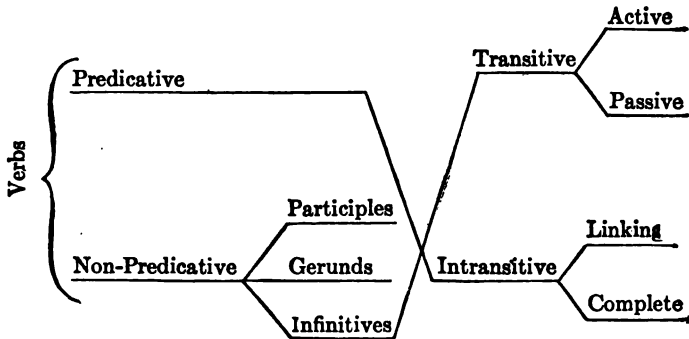 Verbs
Predicative
Non-Predicative
Participles
Gerunds
Infinitives
Transitive
Active
Passive
Intransitive
Linking
Complete